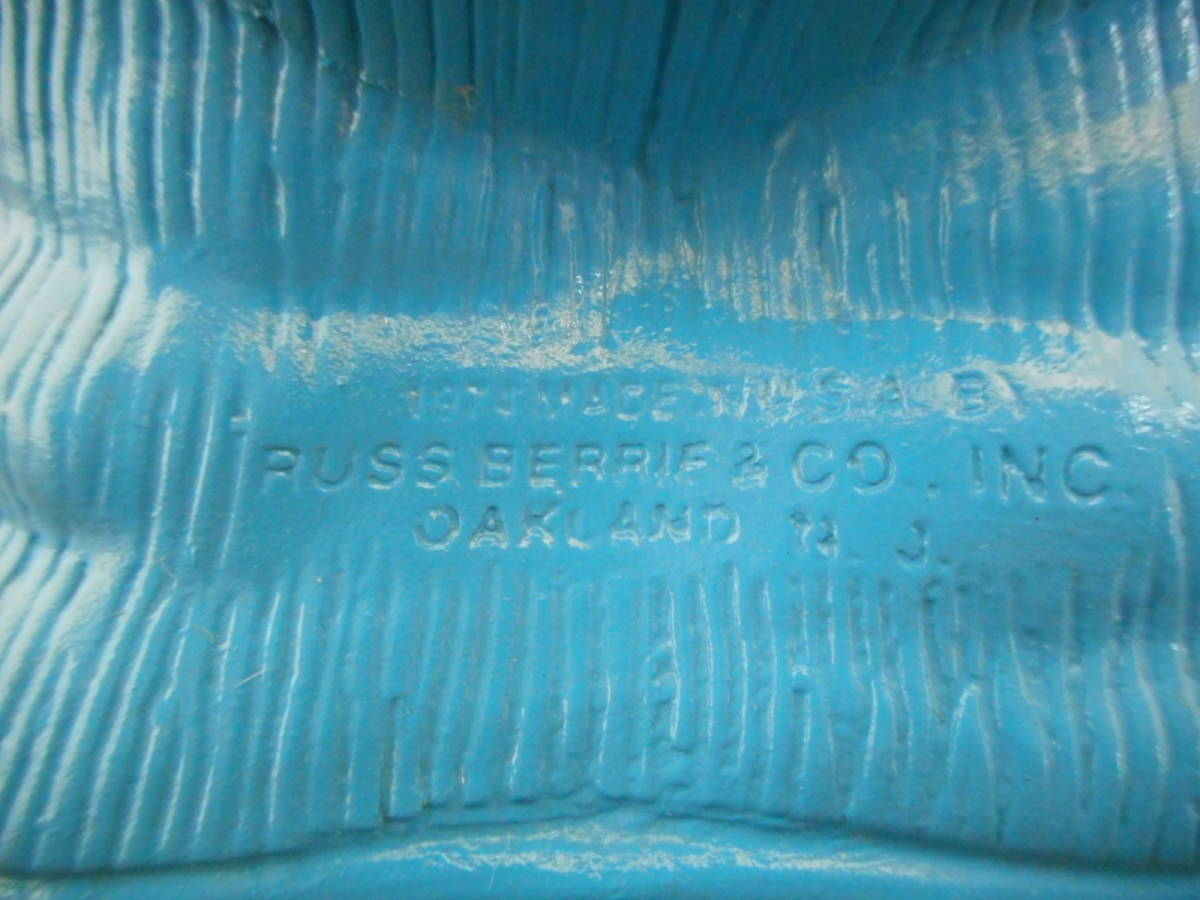 MADE IN U.S.A. BY
RUSS BERRIE & CO., INC.
OAKLAND N. J.